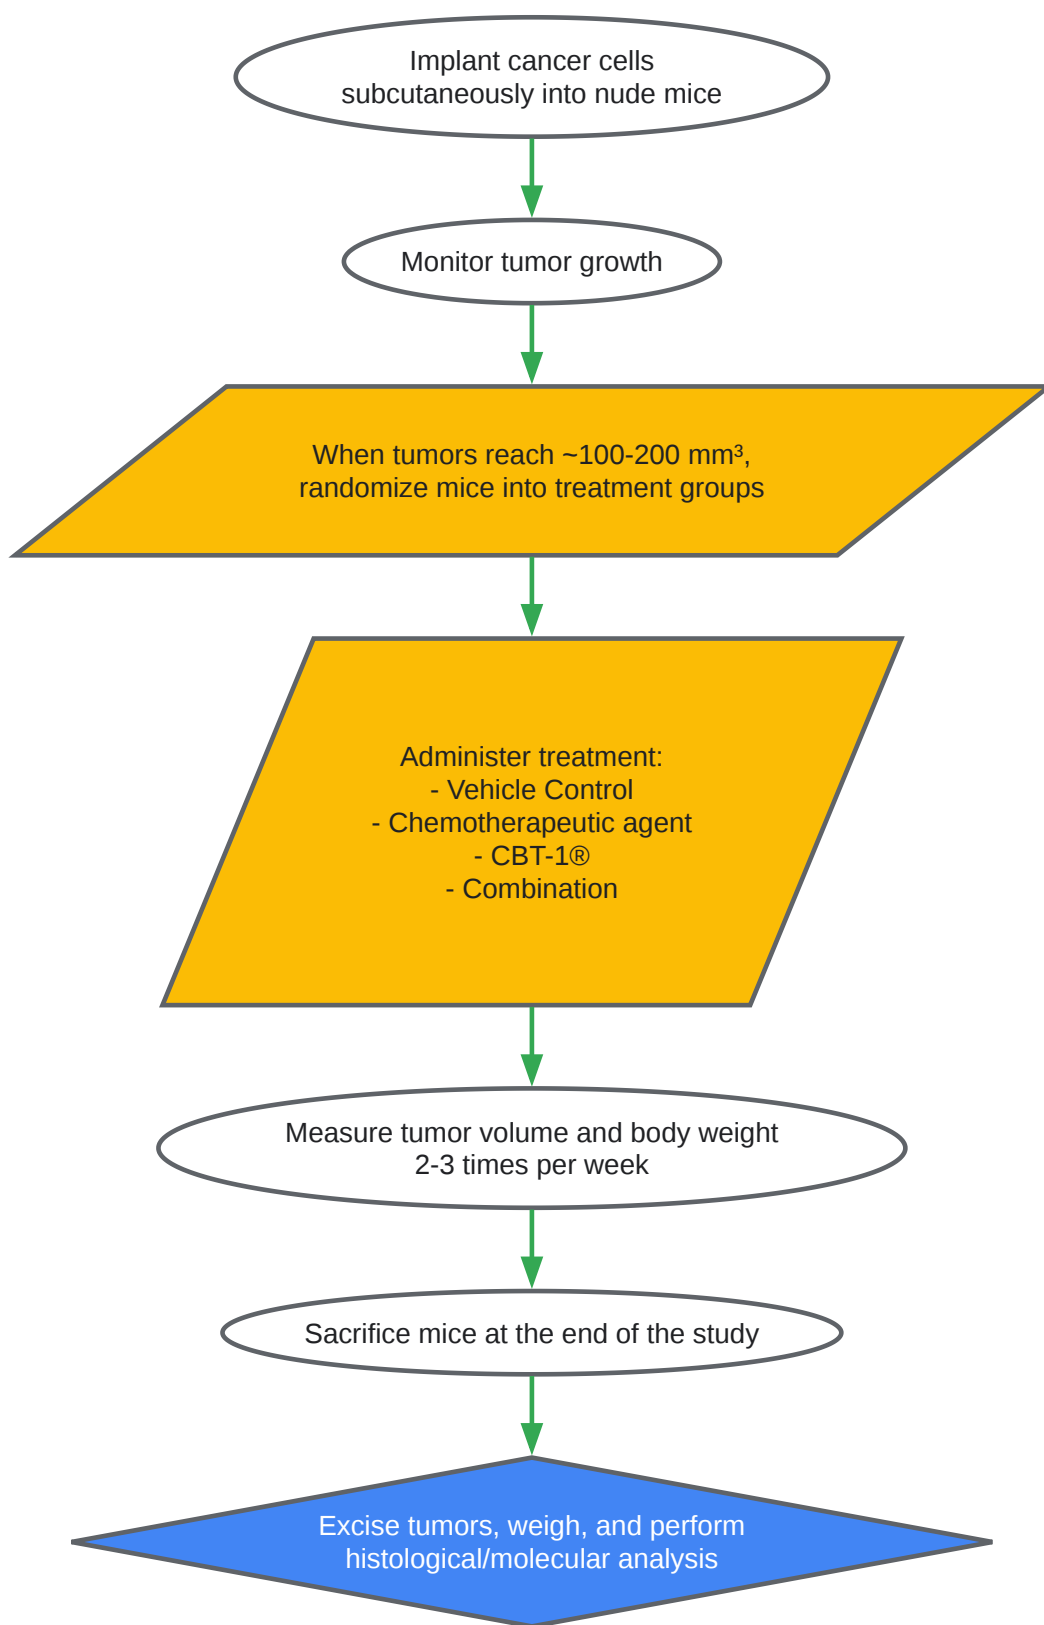 Implant cancer cells
subcutaneously into nude mice
Monitor tumor growth
When tumors reach ~100-200 mm³,
randomize mice into treatment groups
Administer treatment:
- Vehicle Control
- Chemotherapeutic agent
- CBT-1®
- Combination
Measure tumor volume and body weight
2-3 times per week
Sacrifice mice at the end of the study
Excise tumors, weigh, and perform
histological/molecular analysis